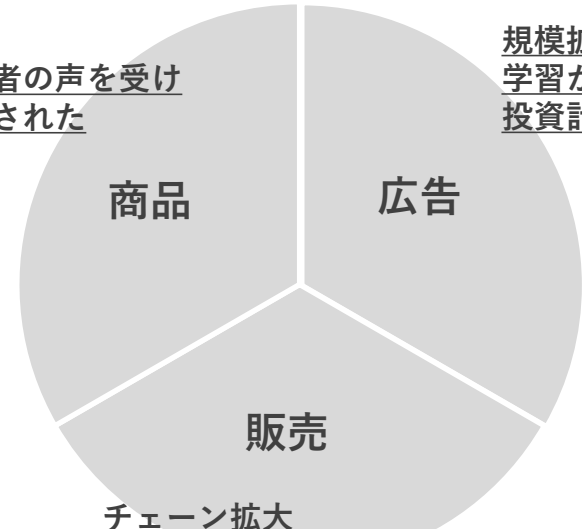 者の声を受け
された
規模拡
学習が
投資計
商品
広告
販売
チェーン拡大